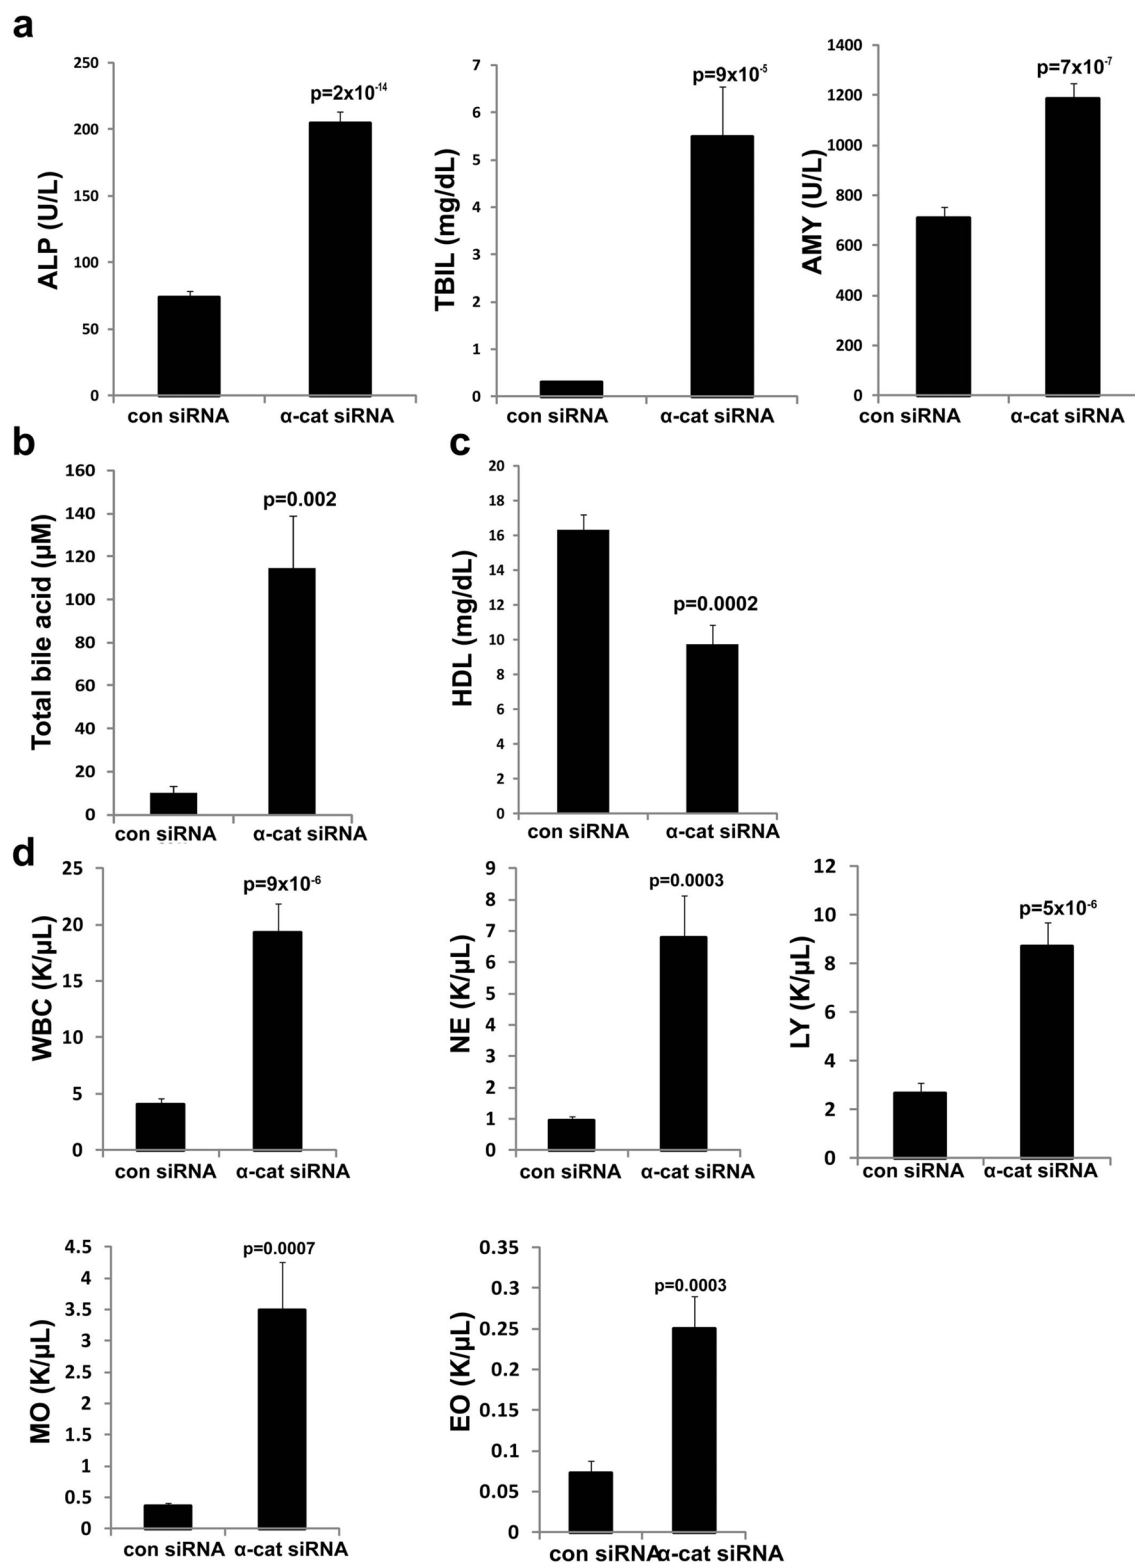 a
ALP (U/L)
250
200
150
100
50
0
p=2x10⁻¹⁴
con siRNA
α-cat siRNA
TBIL (mg/dL)
7
6
5
4
3
2
1
0
p=9x10⁻⁵
con siRNA
α-cat siRNA
AMY (U/L)
1400
1200
1000
800
600
400
200
0
p=7x10⁻⁷
con siRNA
α-cat siRNA
b
Total bile acid (µM)
160
140
120
100
80
60
40
20
0
p=0.002
con siRNA
α-cat siRNA
c
HDL (mg/dL)
20
18
16
14
12
10
8
6
4
2
0
p=0.0002
con siRNA
α-cat siRNA
d
WBC (K/µL)
25
20
15
10
5
0
p=9x10⁻⁶
con siRNA
α-cat siRNA
NE (K/µL)
9
8
7
6
5
4
3
2
1
0
p=0.0003
con siRNA
α-cat siRNA
LY (K/µL)
12
10
8
6
4
2
0
p=5x10⁻⁶
con siRNA
α-cat siRNA
MO (K/µL)
4.5
4
3.5
3
2.5
2
1.5
1
0.5
0
p=0.0007
con siRNA
α-cat siRNA
EO (K/µL)
0.35
0.3
0.25
0.2
0.15
0.1
0.05
0
p=0.0003
con siRNA
α-cat siRNA